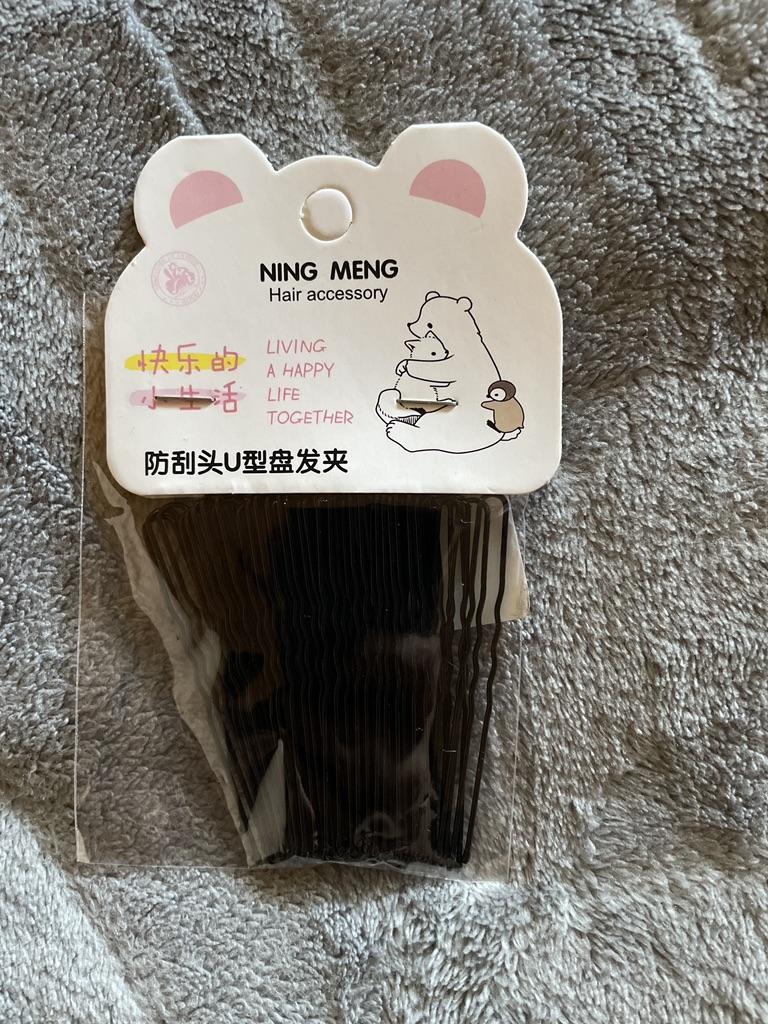 NING MENG
Hair accessory
快乐的
小生活
LIVING
A HAPPY
LIFE
TOGETHER
防刮头U型盘发夹